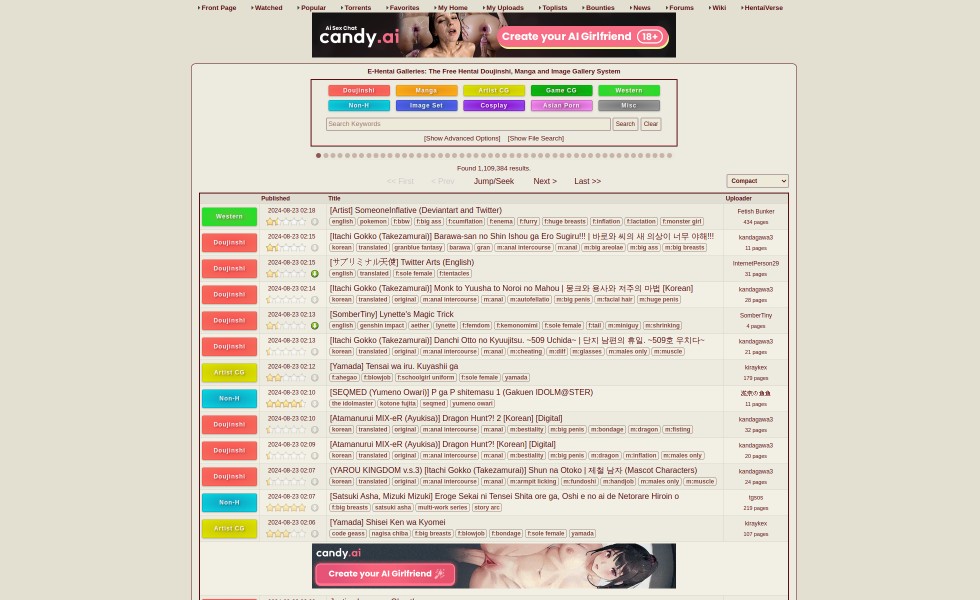 Front Page Watched Popular Torrents Favorites My Home My Uploads Toplists Bounties News Forums Wiki HentaiVerse
AI Sex Chat
candy.ai
Create your AI Girlfriend 18+
E-Hentai Galleries: The Free Hentai Doujinshi, Manga and Image Gallery System
Doujinshi Manga Artist CG Game CG Western
Non-H Image Set Cosplay Asian Porn Misc
Search Keywords Search Clear
[Show Advanced Options] [Show File Search]
Found 1,109,384 results.
<< First < Prev Jump/Seek Next > Last >> Compact
Published Title Uploader
Western 2024-08-23 02:18 [Artist] SomeoneInflative (Deviantart and Twitter) Fetish Bunker
english pokemon f:bbw f:big ass f:cumflation f:enema f:furry f:huge breasts f:inflation f:lactation f:monster girl 434 pages
Doujinshi 2024-08-23 02:15 [Itachi Gokko (Takezamurai)] Barawa-san no Shin Ishou ga Ero Sugiru!!! | 바로와 씨의 새 의상이 너무 야해!!! kandagawa3
korean translated granblue fantasy barawa gran m:anal intercourse m:anal m:big areolae m:big ass m:big breasts 11 pages
Doujinshi 2024-08-23 02:15 [サブリミナル天使] Twitter Arts (English) InternetPerson29
english translated f:sole female f:tentacles 31 pages
Doujinshi 2024-08-23 02:14 [Itachi Gokko (Takezamurai)] Monk to Yuusha to Noroi no Mahou | 몽크와 용사와 저주의 마법 [Korean] kandagawa3
korean translated original m:anal intercourse m:anal m:autofellatio m:big penis m:facial hair m:huge penis 28 pages
Doujinshi 2024-08-23 02:13 [SomberTiny] Lynette's Magic Trick SomberTiny
english genshin impact aether lynette f:femdom f:kemonomimi f:sole female f:tail m:miniguy m:shrinking 4 pages
Doujinshi 2024-08-23 02:13 [Itachi Gokko (Takezamurai)] Danchi Otto no Kyuujitsu. ~509 Uchida~ | 단지 남편의 휴일. ~509호 우치다~ kandagawa3
korean translated original m:anal intercourse m:anal m:cheating m:dilf m:glasses m:males only m:muscle 21 pages
Artist CG 2024-08-23 02:12 [Yamada] Tensai wa iru. Kuyashii ga kiraykex
f:ahegao f:blowjob f:schoolgirl uniform f:sole female yamada 179 pages
Non-H 2024-08-23 02:10 [SEQMED (Yumeno Owari)] P ga P shitemasu 1 (Gakuen IDOLM@STER)
the idolmaster kotone fujita seqmed yumeno owari 11 pages
Doujinshi 2024-08-23 02:10 [Atamanurui MIX-eR (Ayukisa)] Dragon Hunt?! 2 [Korean] [Digital] kandagawa3
korean translated original m:anal intercourse m:anal m:bestiality m:big penis m:bondage m:dragon m:fisting 32 pages
Doujinshi 2024-08-23 02:09 [Atamanurui MIX-eR (Ayukisa)] Dragon Hunt?! [Korean] [Digital] kandagawa3
korean translated original m:anal intercourse m:anal m:bestiality m:big penis m:dragon m:inflation m:males only 20 pages
Doujinshi 2024-08-23 02:07 (YAROU KINGDOM v.s.3) [Itachi Gokko (Takezamurai)] Shun na Otoko | 제철 남자 (Mascot Characters) kandagawa3
korean translated original m:anal intercourse m:anal m:armpit licking m:fundoshi m:handjob m:males only m:muscle 24 pages
Non-H 2024-08-23 02:07 [Satsuki Asha, Mizuki Mizuki] Eroge Sekai ni Tensei Shita ore ga, Oshi e no ai de Netorare Hiroin o tgsos
f:big breasts satsuki asha multi-work series story arc 219 pages
Artist CG 2024-08-23 02:06 [Yamada] Shisei Ken wa Kyomei kiraykex
code geass nagisa chiba f:big breasts f:blowjob f:bondage f:sole female yamada 107 pages
candy.ai
Create your AI Girlfriend